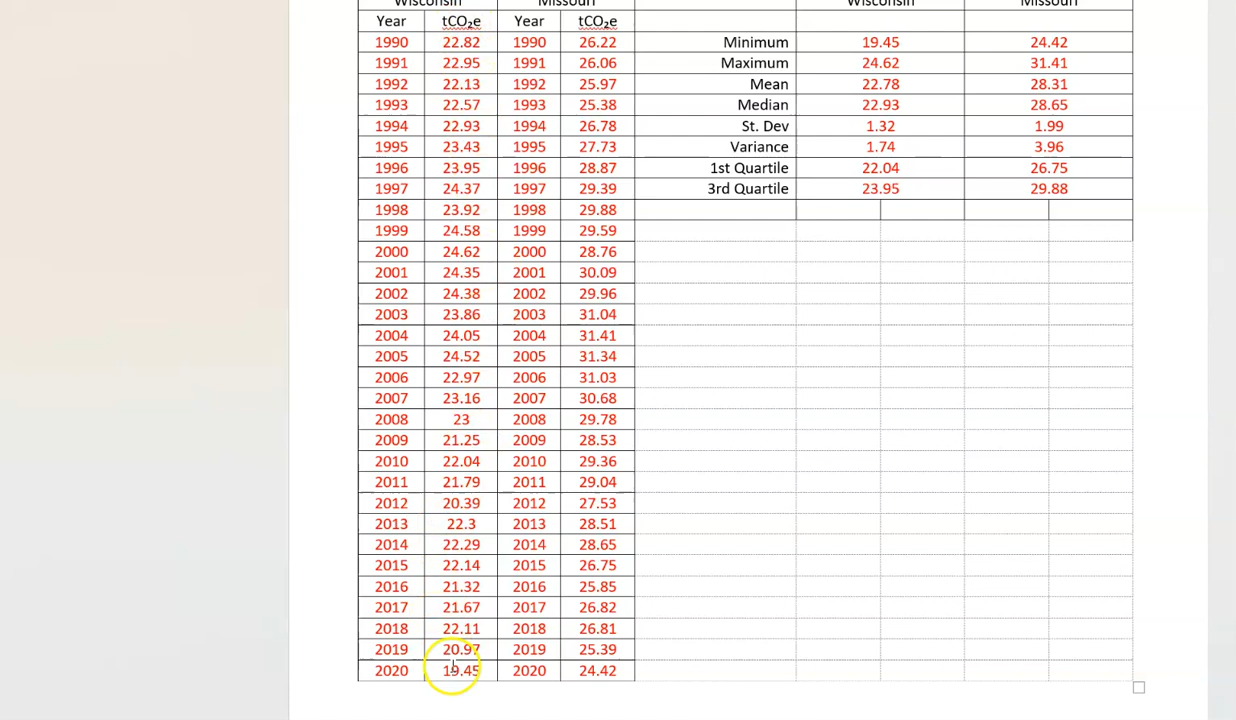 Wisconsin Missouri Wisconsin Missouri
Year tCO₂e Year tCO₂e
1990 22.82 1990 26.22 Minimum 19.45 24.42
1991 22.95 1991 26.06 Maximum 24.62 31.41
1992 22.13 1992 25.97 Mean 22.78 28.31
1993 22.57 1993 25.38 Median 22.93 28.65
1994 22.93 1994 26.78 St. Dev 1.32 1.99
1995 23.43 1995 27.73 Variance 1.74 3.96
1996 23.95 1996 28.87 1st Quartile 22.04 26.75
1997 24.37 1997 29.39 3rd Quartile 23.95 29.88
1998 23.92 1998 29.88
1999 24.58 1999 29.59
2000 24.62 2000 28.76
2001 24.35 2001 30.09
2002 24.38 2002 29.96
2003 23.86 2003 31.04
2004 24.05 2004 31.41
2005 24.52 2005 31.34
2006 22.97 2006 31.03
2007 23.16 2007 30.68
2008 23 2008 29.78
2009 21.25 2009 28.53
2010 22.04 2010 29.36
2011 21.79 2011 29.04
2012 20.39 2012 27.53
2013 22.3 2013 28.51
2014 22.29 2014 28.65
2015 22.14 2015 26.75
2016 21.32 2016 25.85
2017 21.67 2017 26.82
2018 22.11 2018 26.81
2019 20.97 2019 25.39
2020 19.45 2020 24.42